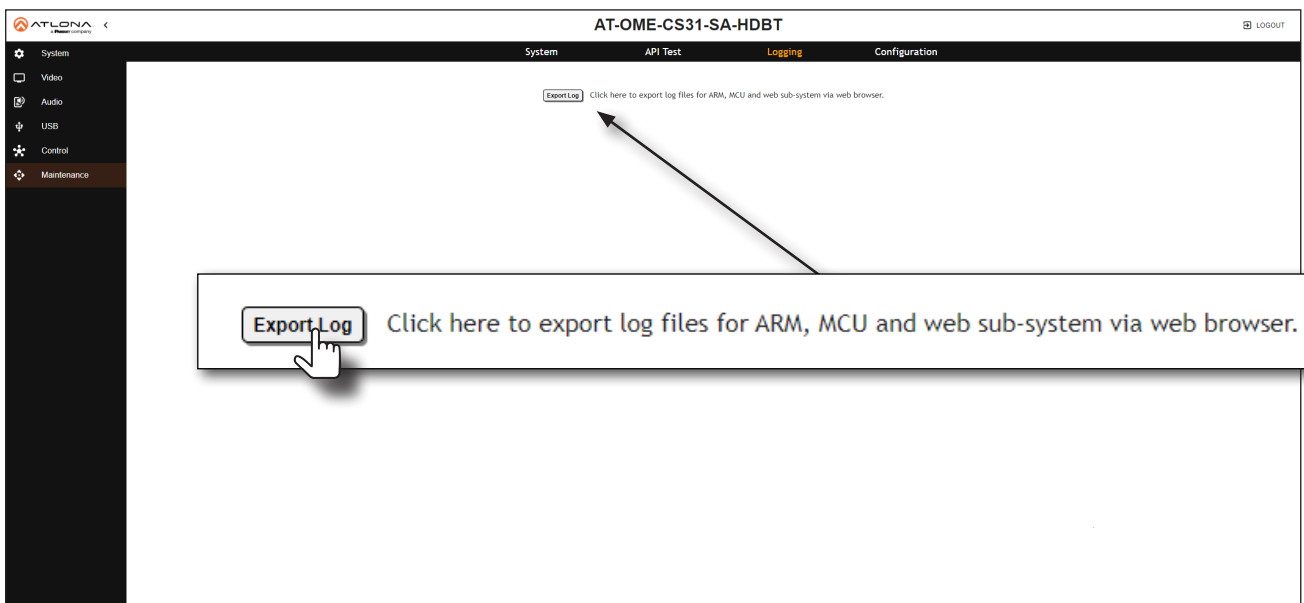 ATLONA
a Panduit company
AT-OME-CS31-SA-HDBT
LOGOUT
System
System
API Test
Logging
Configuration
Video
Audio
USB
Control
Maintenance
Export Log
Click here to export log files for ARM, MCU and web sub-system via web browser.
Export Log
Click here to export log files for ARM, MCU and web sub-system via web browser.